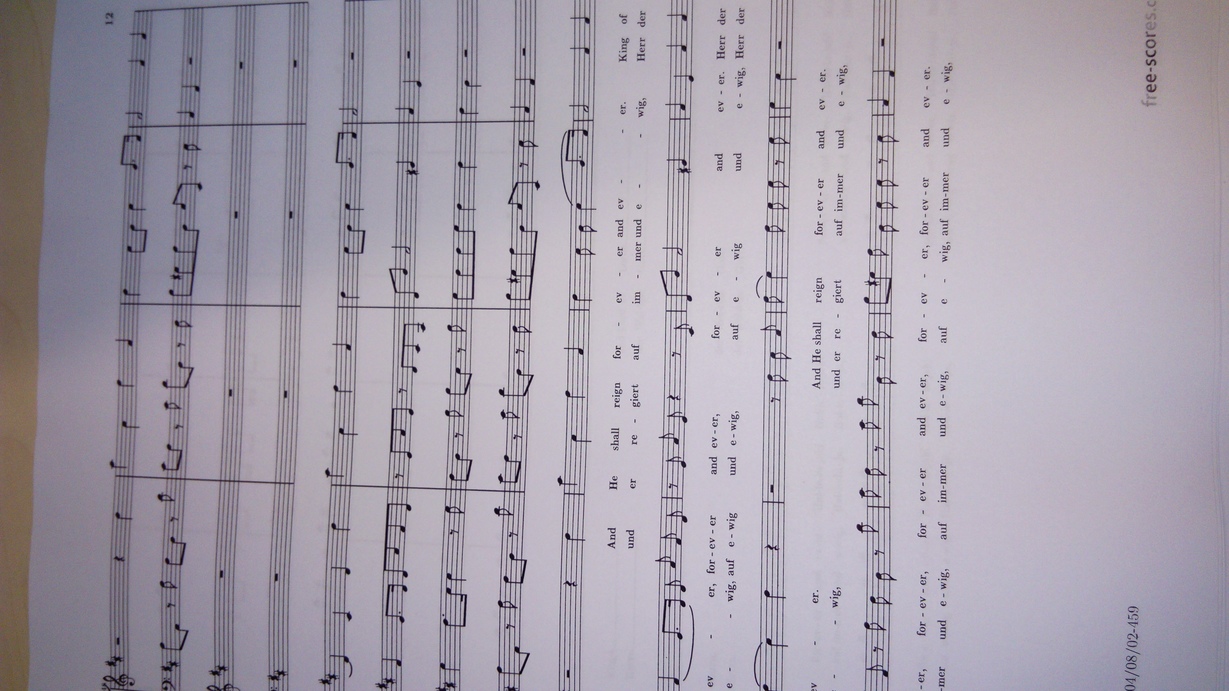 12
And He shall reign for - ev - er and ev - - er. King of
und er re - giert auf im - mer und e - - wig, Herr der
ev - - er, for - ev - er and ev - er, for - ev - er and ev - er. Herr der
e - - wig, auf e - wig und e - wig, auf e - wig und e - wig, Herr der
ev - er. And He shall reign for - ev - er and ev - er.
- wig, und er re - giert auf im - mer und e - wig,
- er, for - ev - er, for - ev - er and ev - er, for - ev - er, for - ev - er and ev - er.
- mer und e - wig, auf im - mer und e - wig, auf e - wig, auf im - mer und e - wig,
04/08/02-459
free-scores.c